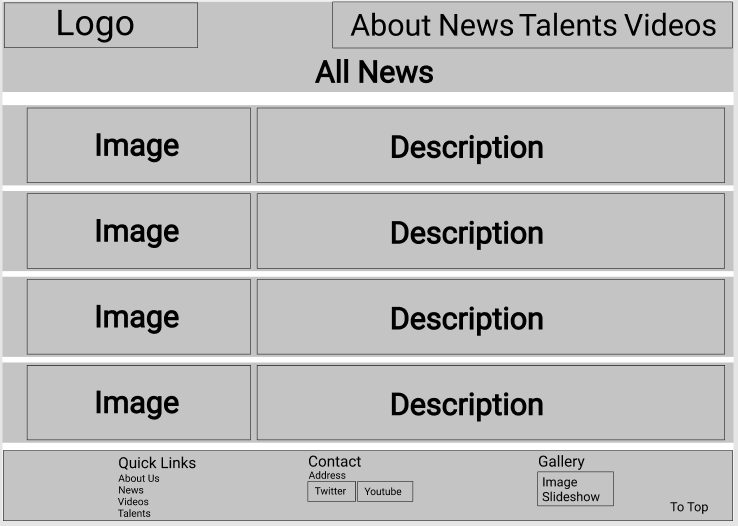 Logo
About News Talents Videos
All News
Image
Description
Image
Description
Image
Description
Image
Description
Quick Links
About Us
News
Videos
Talents
Contact
Address
Twitter
Youtube
Gallery
Image
Slideshow
To Top